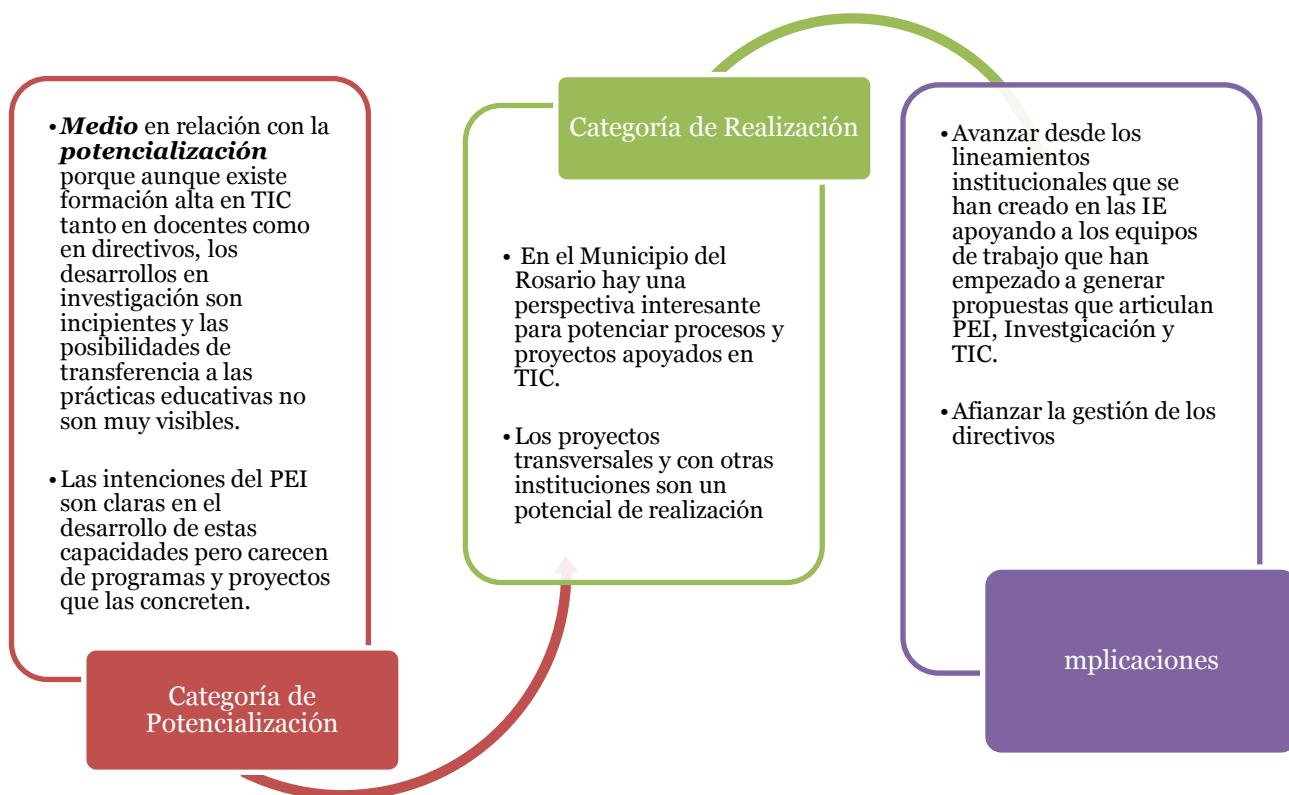 •Medio en relación con la
potencialización
porque aunque existe
formación alta en TIC
tanto en docentes como
en directivos, los
desarrollos en
investigación son
incipientes y las
posibilidades de
transferencia a las
prácticas educativas no
son muy visibles.
•Las intenciones del PEI
son claras en el
desarrollo de estas
capacidades pero carecen
de programas y proyectos
que las concreten.
Categoría de
Potencialización
Categoría de Realización
• En el Municipio del
Rosario hay una
perspectiva interesante
para potenciar procesos y
proyectos apoyados en
TIC.
•Los proyectos
transversales y con otras
instituciones son un
potencial de realización
•Avanzar desde los
lineamientos
institucionales que se
han creado en las IE
apoyando a los equipos
de trabajo que han
empezado a generar
propuestas que articulan
PEI, Investgicación y
TIC.
•Afianzar la gestión de los
directivos
mplicaciones